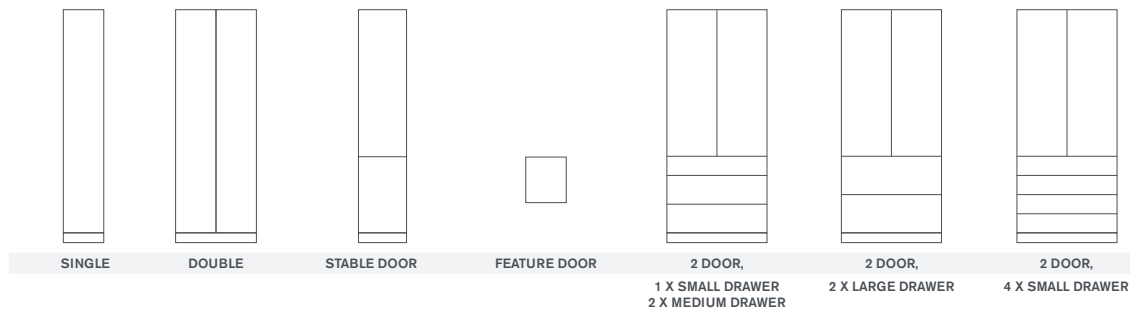 SINGLE
DOUBLE
STABLE DOOR
FEATURE DOOR
2 DOOR,
1 X SMALL DRAWER
2 X MEDIUM DRAWER
2 DOOR,
2 X LARGE DRAWER
2 DOOR,
4 X SMALL DRAWER